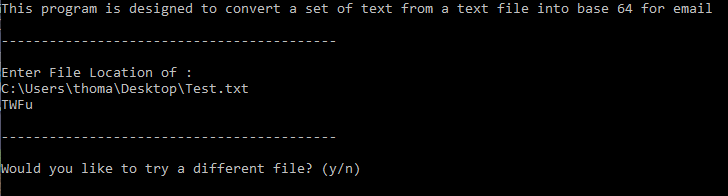 This program is designed to convert a set of text from a text file into base 64 for email
-----------------------------------------
Enter File Location of :
C:\Users\thoma\Desktop\Test.txt
TWFu
-----------------------------------------
Would you like to try a different file? (y/n)